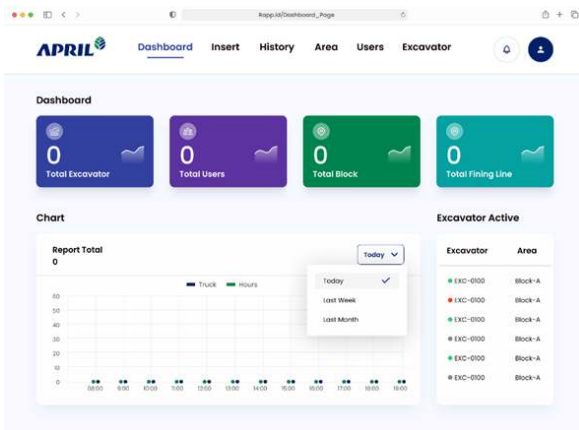 Rapp.id/Dashboard_Page
APRIL
Dashboard Insert History Area Users Excavator
Dashboard
0
Total Excavator
0
Total Users
0
Total Block
0
Total Fining Line
Chart
Report Total
0
Today
Today
Last Week
Last Month
Truck Hours
60
50
40
30
20
10
0
08:00 9:00 10:00 11:00 12:00 13:00 14:00 15:00 16:00 17:00 18:00 19:00
Excavator Active
Excavator Area
EXC-0100 Block-A
EXC-0100 Block-A
EXC-0100 Block-A
EXC-0100 Block-A
EXC-0100 Block-A
EXC-0100 Block-A